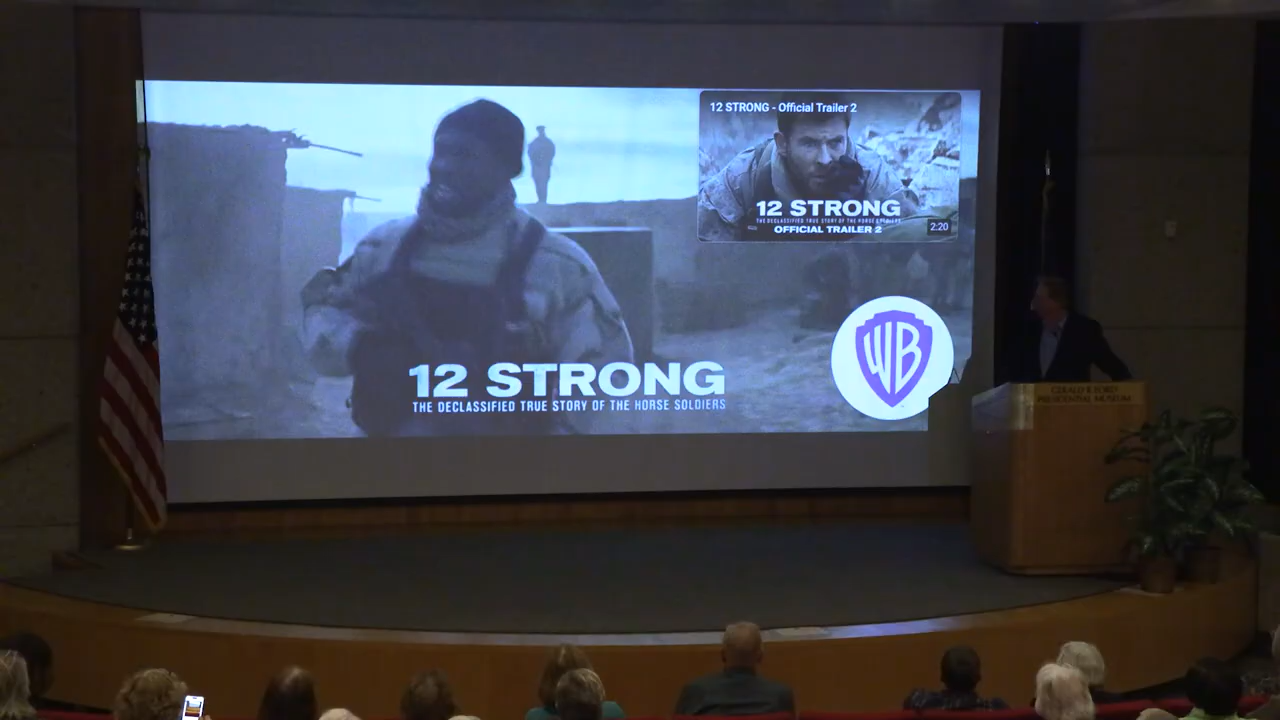 12 STRONG - Official Trailer 2
12 STRONG
THE DECLASSIFIED TRUE STORY OF THE HORSE SOLDIERS
OFFICIAL TRAILER 2
2:20
WB
12 STRONG
THE DECLASSIFIED TRUE STORY OF THE HORSE SOLDIERS
GERALD R. FORD
PRESIDENTIAL MUSEUM